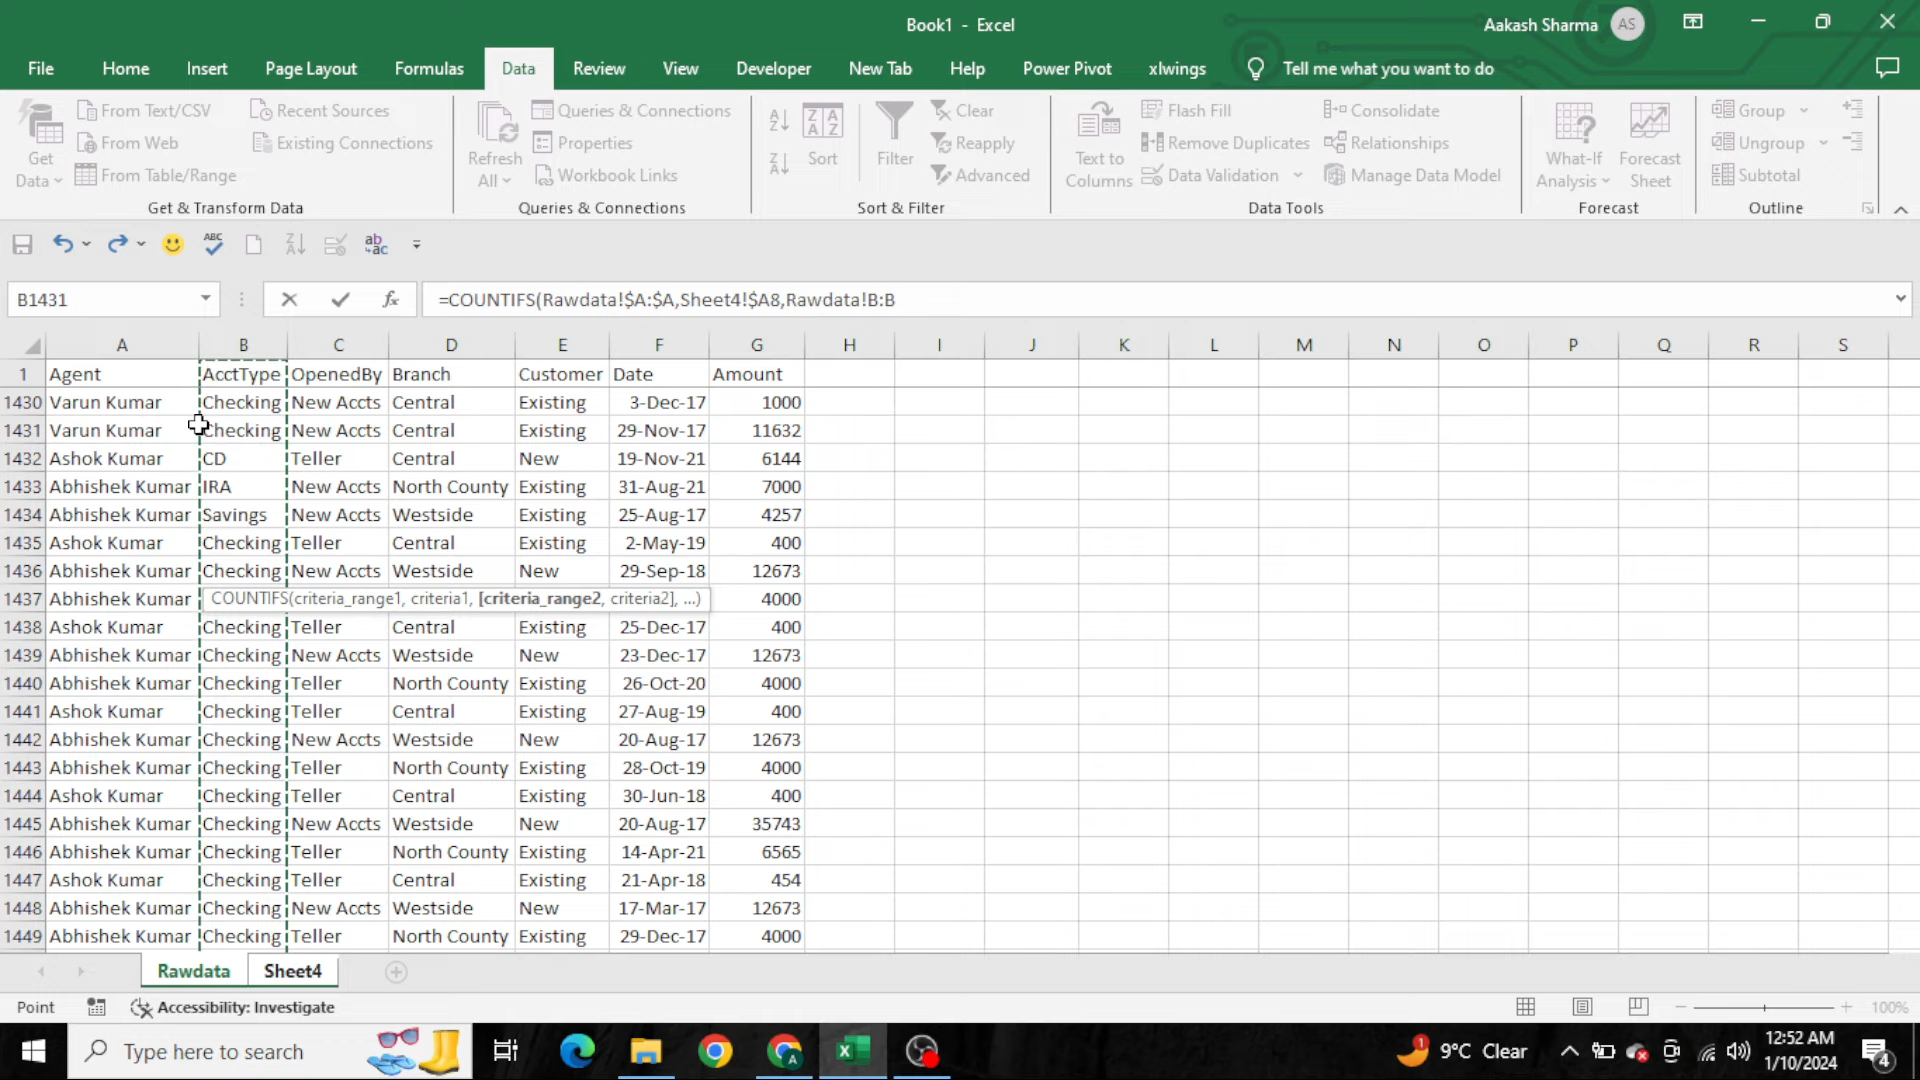 Book1 - Excel
Aakash Sharma AS
File Home Insert Page Layout Formulas Data Review View Developer New Tab Help Power Pivot xlwings Tell me what you want to do
Get Data
From Text/CSV
From Web
From Table/Range
Recent Sources
Existing Connections
Get & Transform Data
Refresh All
Queries & Connections
Properties
Workbook Links
Queries & Connections
Sort
Filter
Clear
Reapply
Advanced
Sort & Filter
Text to Columns
Flash Fill
Remove Duplicates
Data Validation
Consolidate
Relationships
Manage Data Model
Data Tools
What-If Analysis
Forecast Sheet
Forecast
Group
Ungroup
Subtotal
Outline
B1431 fx =COUNTIFS(Rawdata!$A:$A,Sheet4!$A8,Rawdata!B:B
A B C D E F G H I J K L M N O P Q R S
1 Agent AcctType OpenedBy Branch Customer Date Amount
1430 Varun Kumar Checking New Accts Central Existing 3-Dec-17 1000
1431 Varun Kumar Checking New Accts Central Existing 29-Nov-17 11632
1432 Ashok Kumar CD Teller Central New 19-Nov-21 6144
1433 Abhishek Kumar IRA New Accts North County Existing 31-Aug-21 7000
1434 Abhishek Kumar Savings New Accts Westside Existing 25-Aug-17 4257
1435 Ashok Kumar Checking Teller Central Existing 2-May-19 400
1436 Abhishek Kumar Checking New Accts Westside New 29-Sep-18 12673
1437 Abhishek Kumar COUNTIFS(criteria_range1, criteria1, [criteria_range2, criteria2], ...) 4000
1438 Ashok Kumar Checking Teller Central Existing 25-Dec-17 400
1439 Abhishek Kumar Checking New Accts Westside New 23-Dec-17 12673
1440 Abhishek Kumar Checking Teller North County Existing 26-Oct-20 4000
1441 Ashok Kumar Checking Teller Central Existing 27-Aug-19 400
1442 Abhishek Kumar Checking New Accts Westside New 20-Aug-17 12673
1443 Abhishek Kumar Checking Teller North County Existing 28-Oct-19 4000
1444 Ashok Kumar Checking Teller Central Existing 30-Jun-18 400
1445 Abhishek Kumar Checking New Accts Westside New 20-Aug-17 35743
1446 Abhishek Kumar Checking Teller North County Existing 14-Apr-21 6565
1447 Ashok Kumar Checking Teller Central Existing 21-Apr-18 454
1448 Abhishek Kumar Checking New Accts Westside New 17-Mar-17 12673
1449 Abhishek Kumar Checking Teller North County Existing 29-Dec-17 4000
Rawdata Sheet4
Point Accessibility: Investigate 100%
Type here to search
9°C Clear
12:52 AM
1/10/2024
4